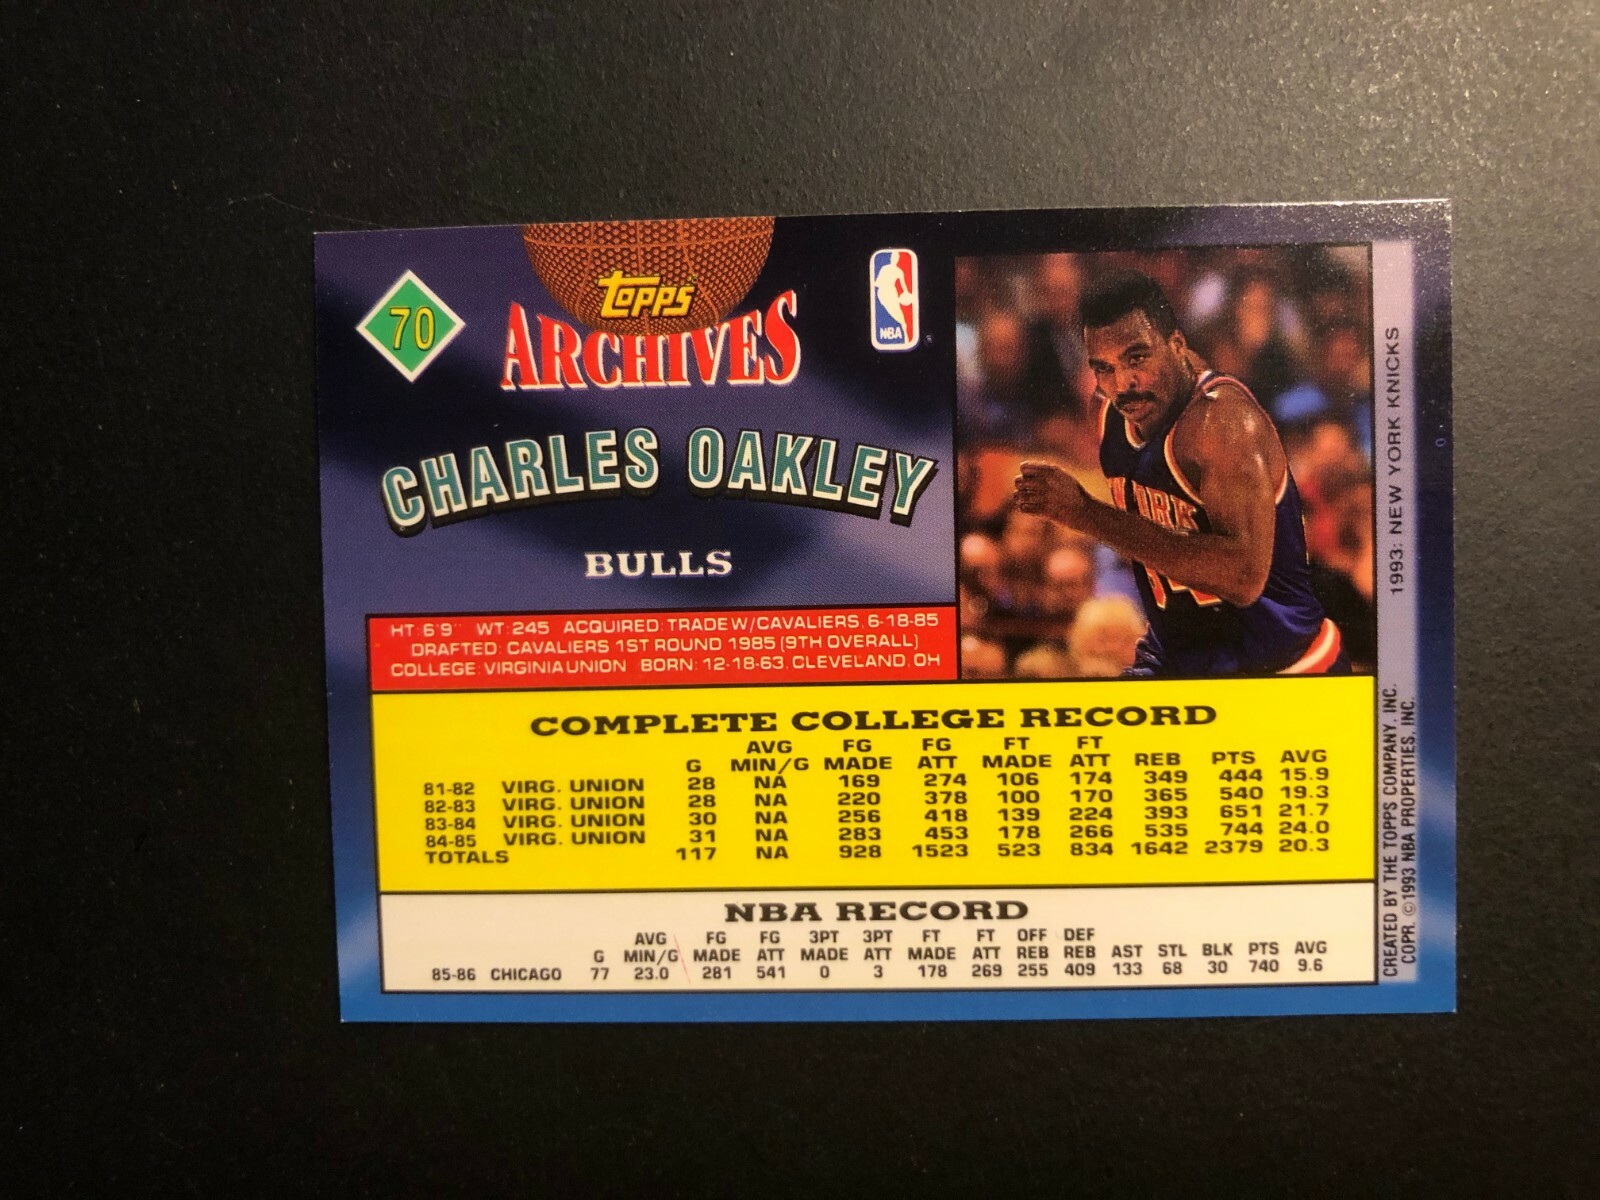 70
topps
ARCHIVES
NBA
CHARLES OAKLEY
BULLS
HT: 6'9" WT: 245 ACQUIRED: TRADE W/CAVALIERS, 6-18-85
DRAFTED: CAVALIERS 1ST ROUND 1985 (9TH OVERALL)
COLLEGE: VIRGINIA UNION BORN: 12-18-63, CLEVELAND, OH
1993: NEW YORK KNICKS
COMPLETE COLLEGE RECORD
AVG FG FG FT FT
G MIN/G MADE ATT MADE ATT REB PTS AVG
81-82 VIRG. UNION 28 NA 169 274 106 174 349 444 15.9
82-83 VIRG. UNION 28 NA 220 378 100 170 365 540 19.3
83-84 VIRG. UNION 30 NA 256 418 139 224 393 651 21.7
84-85 VIRG. UNION 31 NA 283 453 178 266 535 744 24.0
TOTALS 117 NA 928 1523 523 834 1642 2379 20.3
NBA RECORD
AVG FG FG 3PT 3PT FT FT OFF DEF
G MIN/G MADE ATT MADE ATT MADE ATT REB REB AST STL BLK PTS AVG
85-86 CHICAGO 77 23.0 281 541 0 3 178 269 255 409 133 68 30 740 9.6
CREATED BY THE TOPPS COMPANY, INC.
COPR. ©1993 NBA PROPERTIES, INC.